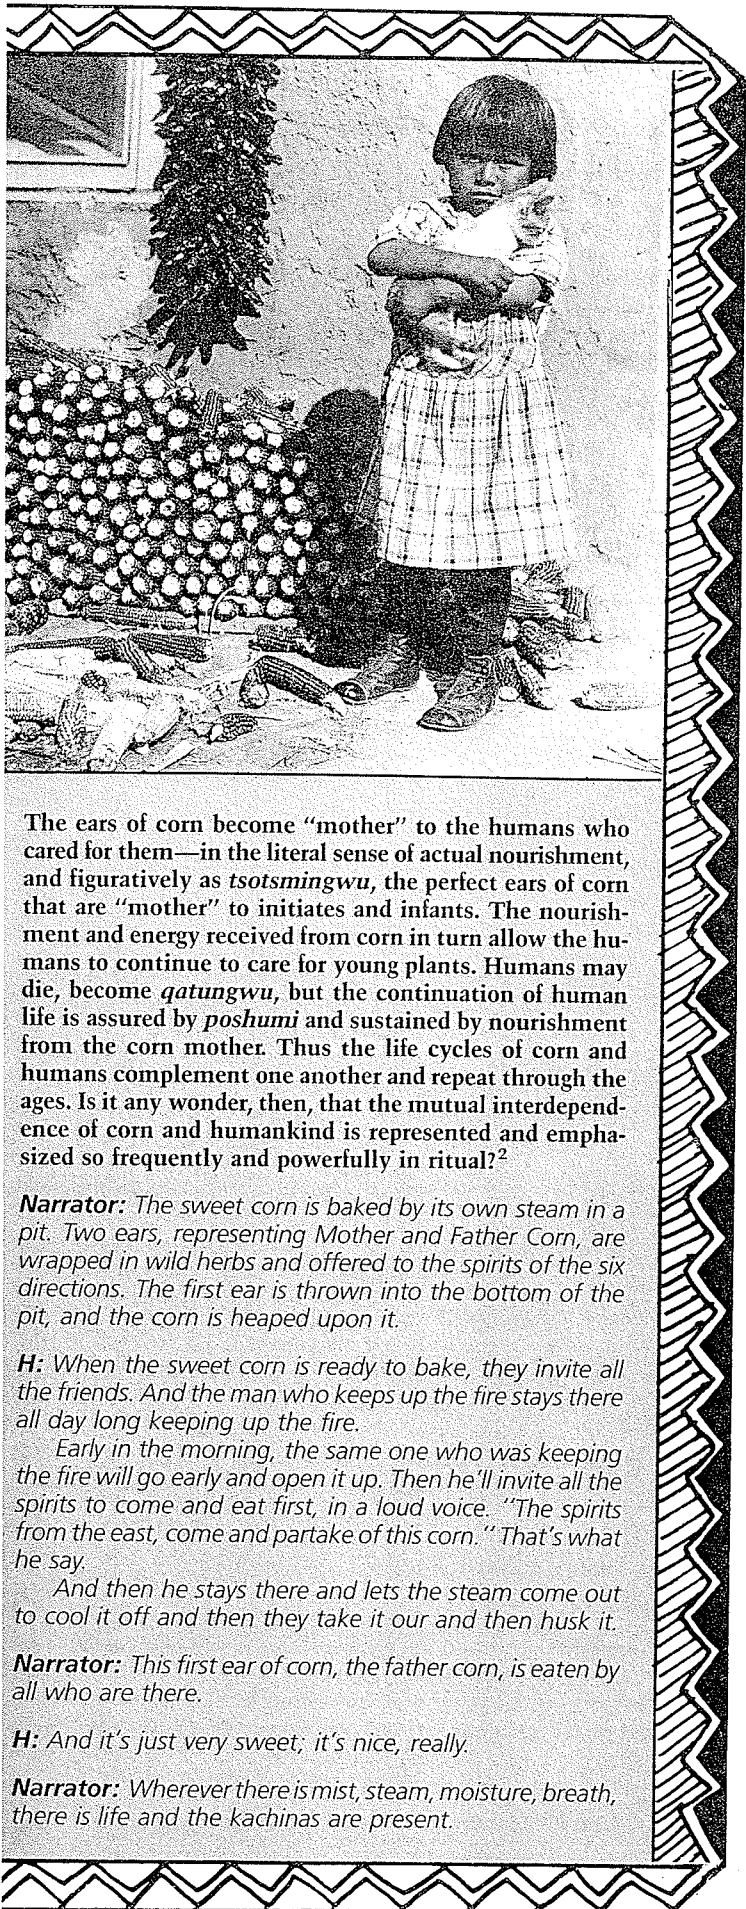 The ears of corn become “mother” to the humans who
cared for them—in the literal sense of actual nourishment,
and figuratively as tsotsmingwu, the perfect ears of corn
that are “mother” to initiates and infants. The nourish-
ment and energy received from corn in turn allow the hu-
mans to continue to care for young plants. Humans may
die, become qatungwu, but the continuation of human
life is assured by poshumi and sustained by nourishment
from the corn mother. Thus the life cycles of corn and
humans complement one another and repeat through the
ages. Is it any wonder, then, that the mutual interdepend-
ence of corn and humankind is represented and empha-
sized so frequently and powerfully in ritual?²
Narrator: The sweet corn is baked by its own steam in a
pit. Two ears, representing Mother and Father Corn, are
wrapped in wild herbs and offered to the spirits of the six
directions. The first ear is thrown into the bottom of the
pit, and the corn is heaped upon it.
H: When the sweet corn is ready to bake, they invite all
the friends. And the man who keeps up the fire stays there
all day long keeping up the fire.
Early in the morning, the same one who was keeping
the fire will go early and open it up. Then he’ll invite all the
spirits to come and eat first, in a loud voice. “The spirits
from the east, come and partake of this corn.” That’s what
he say.
And then he stays there and lets the steam come out
to cool it off and then they take it our and then husk it.
Narrator: This first ear of corn, the father corn, is eaten by
all who are there.
H: And it’s just very sweet; it’s nice, really.
Narrator: Wherever there is mist, steam, moisture, breath,
there is life and the kachinas are present.